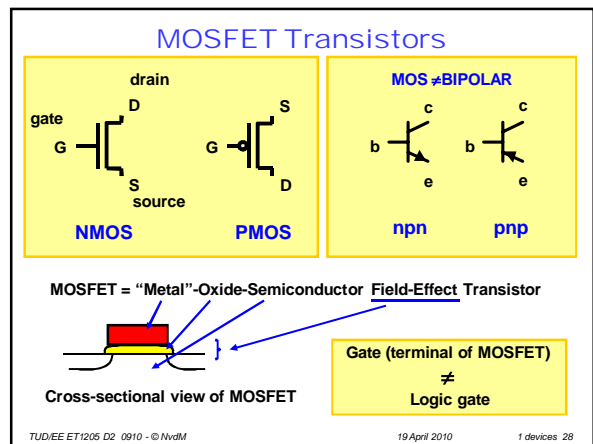 MOSFET Transistors
drain
D
gate
G
S
source
NMOS
S
G
D
PMOS
MOS ≠BIPOLAR
c
b
e
npn
c
b
e
pnp
MOSFET = “Metal”-Oxide-Semiconductor Field-Effect Transistor
}
Cross-sectional view of MOSFET
Gate (terminal of MOSFET)
≠
Logic gate
TUD/EE ET1205 D2 0910 - © NvdM
19 April 2010
1 devices 28